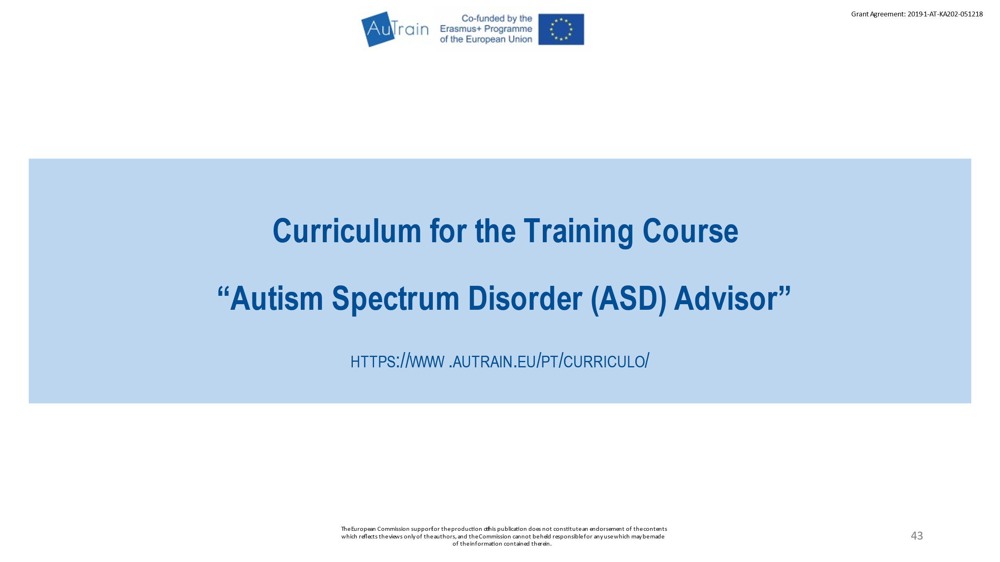 AuTrain
Co-funded by the
Erasmus+ Programme
of the European Union
Grant Agreement: 2019-1-AT-KA202-051218
Curriculum for the Training Course
“Autism Spectrum Disorder (ASD) Advisor”
HTTPS://WWW.AUTRAIN.EU/PT/CURRICULO/
The European Commission support for the production of this publication does not constitute an endorsement of the contents
which reflects the views only of the authors, and the Commission cannot be held responsible for any use which may be made
of the information contained therein.
43